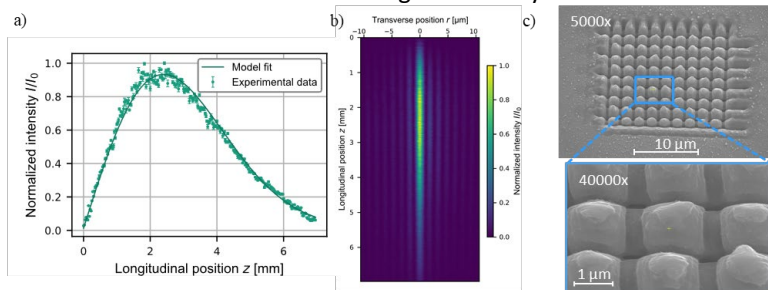 a)
Normalized intensity I/I0
1.0
0.8
0.6
0.4
0.2
0.0
Model fit
Experimental data
0
2
4
6
Longitudinal position z [mm]
b)
Transverse position r [μm]
−10
−5
0
5
10
Longitudinal position z [mm]
0
1
2
3
4
5
6
1.0
0.8
0.6
0.4
0.2
0.0
Normalized intensity I/I0
c)
5000x
10 μm
40000x
1 μm